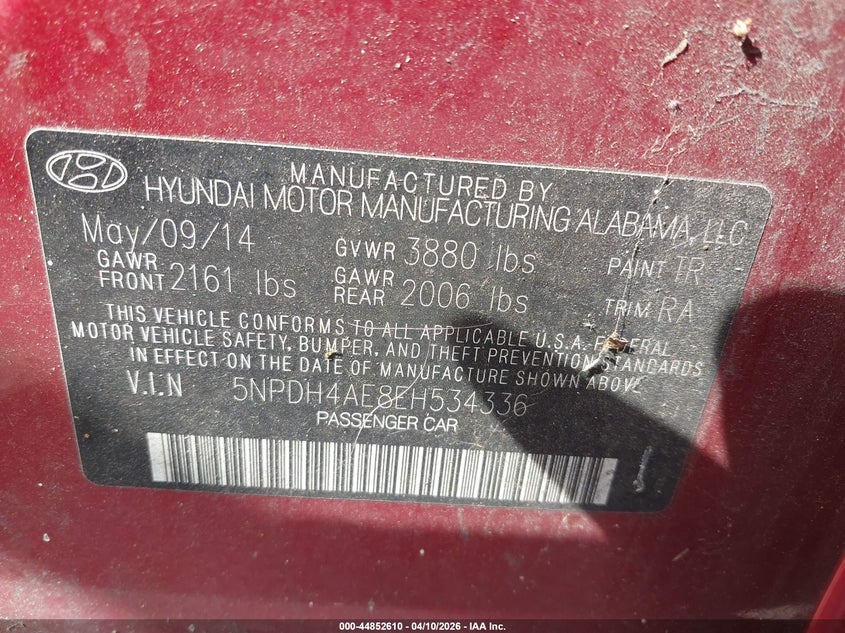 MANUFACTURED BY
HYUNDAI MOTOR MANUFACTURING ALABAMA, LLC
May/09/14 GVWR 3880 lbs PAINT TR
GAWR FRONT 2161 lbs GAWR REAR 2006 lbs TRIM RA
THIS VEHICLE CONFORMS TO ALL APPLICABLE U.S.A. FEDERAL
MOTOR VEHICLE SAFETY, BUMPER, AND THEFT PREVENTION STANDARDS
IN EFFECT ON THE DATE OF MANUFACTURE SHOWN ABOVE.
V.I.N 5NPDH4AE8EH534336
PASSENGER CAR
000-44852610 - 04/10/2026 - IAA Inc.